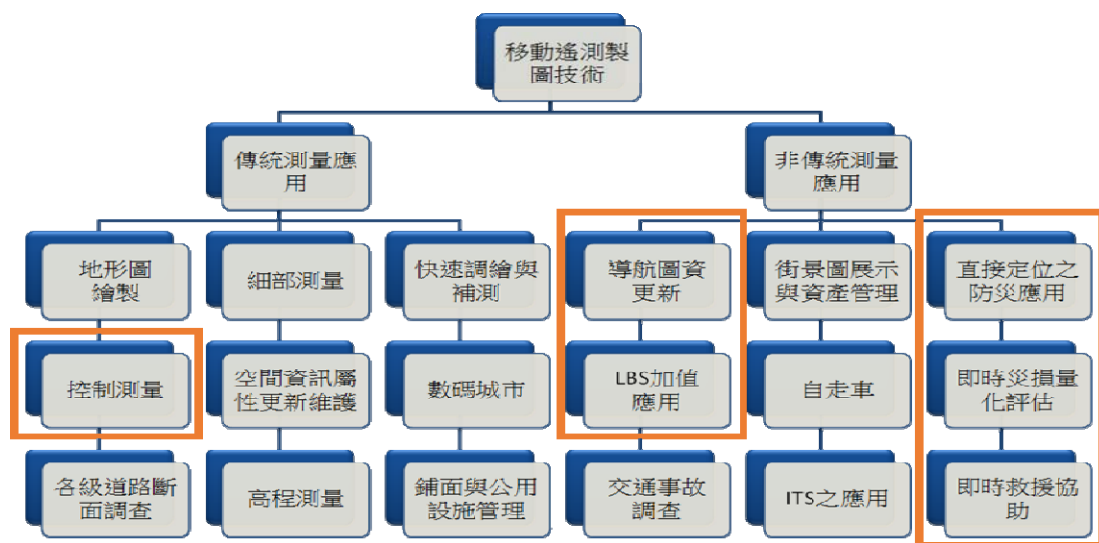 移動遙測製
圖技術
傳統測量應
用
非傳統測量
應用
地形圖
繪製
細部測量
快速調繪與
補測
導航圖資
更新
街景圖展示
與資產管理
直接定位之
防災應用
控制測量
空間資訊屬
性更新維護
數碼城市
LBS加值
應用
自走車
即時災損量
化評估
各級道路斷
面調查
高程測量
鋪面與公用
設施管理
交通事故
調查
ITS之應用
即時救援協
助